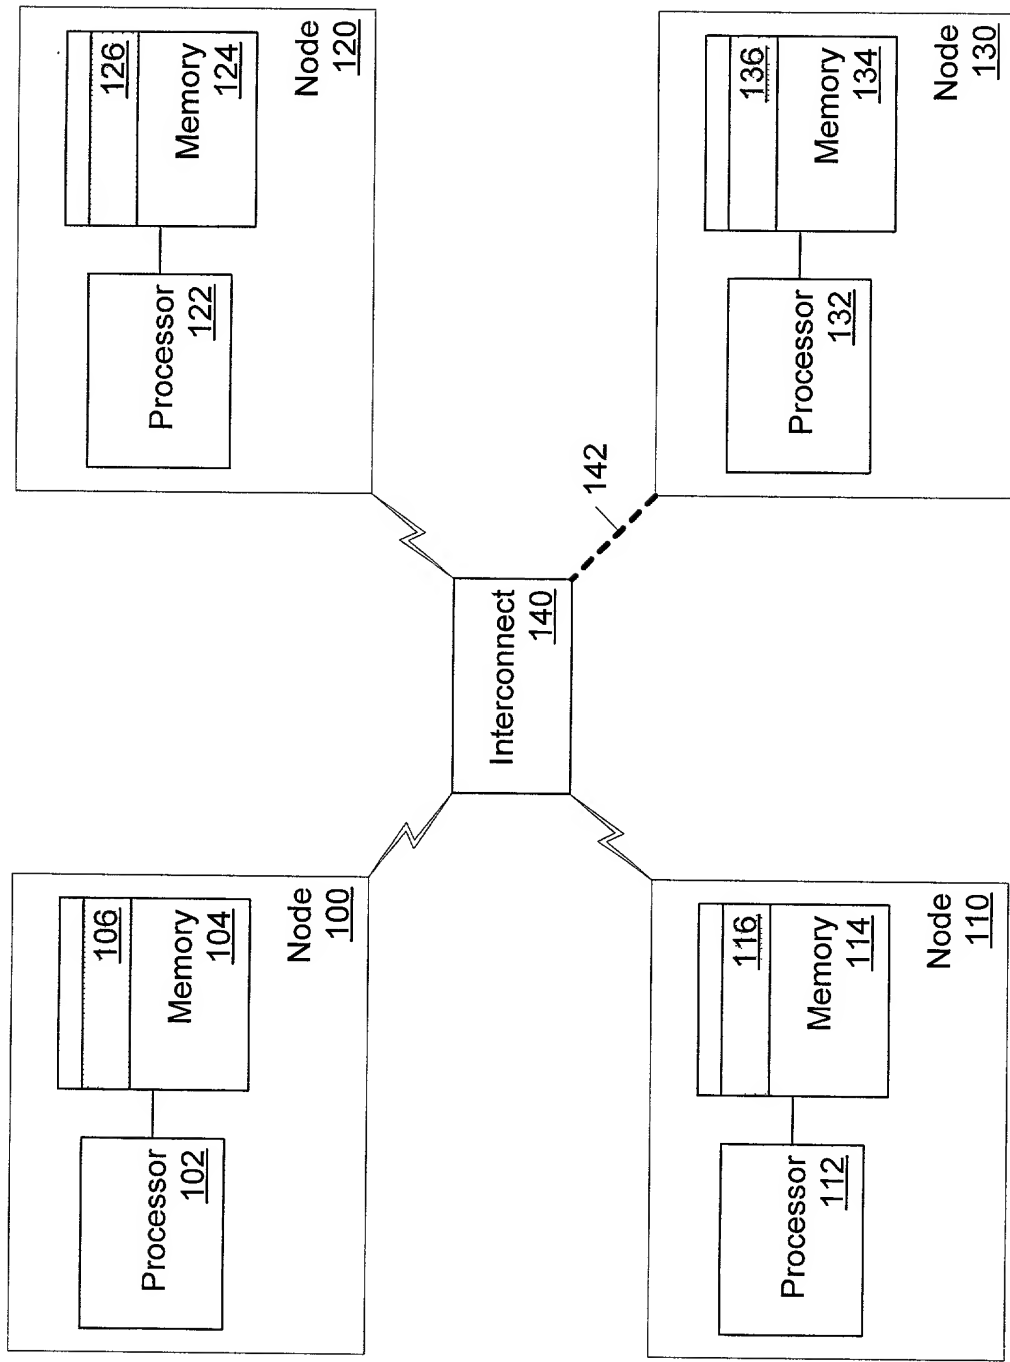 Processor
102
106
Memory
104
Node
100
Processor
122
126
Memory
124
Node
120
Interconnect
140
142
Processor
112
116
Memory
114
Node
110
Processor
132
136
Memory
134
Node
130